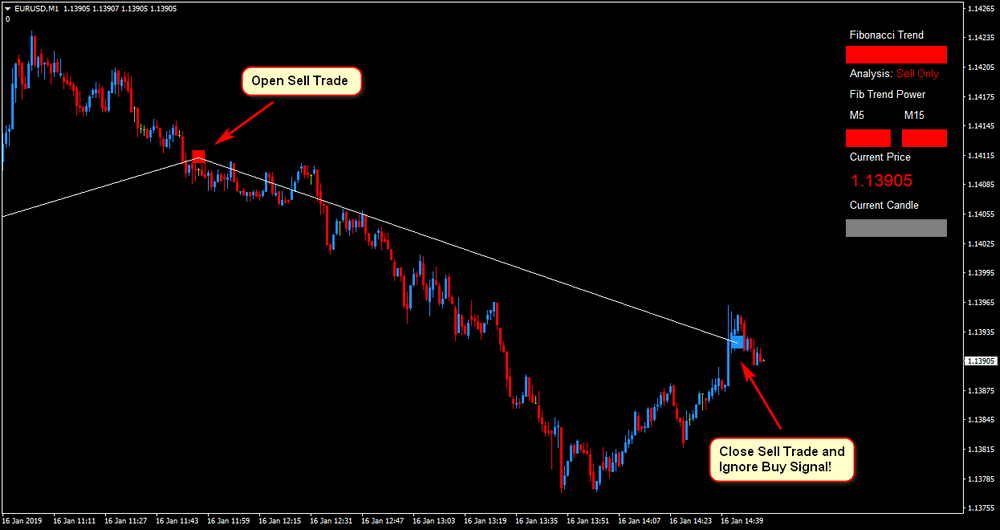 EURUSD,M1 1.13905 1.13907 1.13905 1.13905
0
Open Sell Trade
Fibonacci Trend
Analysis: Sell Only
Fib Trend Power
M5 M15
Current Price
1.13905
Current Candle
Close Sell Trade and
Ignore Buy Signal!
1.14265
1.14235
1.14205
1.14175
1.14145
1.14115
1.14085
1.14055
1.14025
1.13995
1.13965
1.13935
1.13905
1.13875
1.13845
1.13815
1.13785
1.13755
16 Jan 2019 16 Jan 11:11 16 Jan 11:27 16 Jan 11:43 16 Jan 11:59 16 Jan 12:15 16 Jan 12:31 16 Jan 12:47 16 Jan 13:03 16 Jan 13:19 16 Jan 13:35 16 Jan 13:51 16 Jan 14:07 16 Jan 14:23 16 Jan 14:39